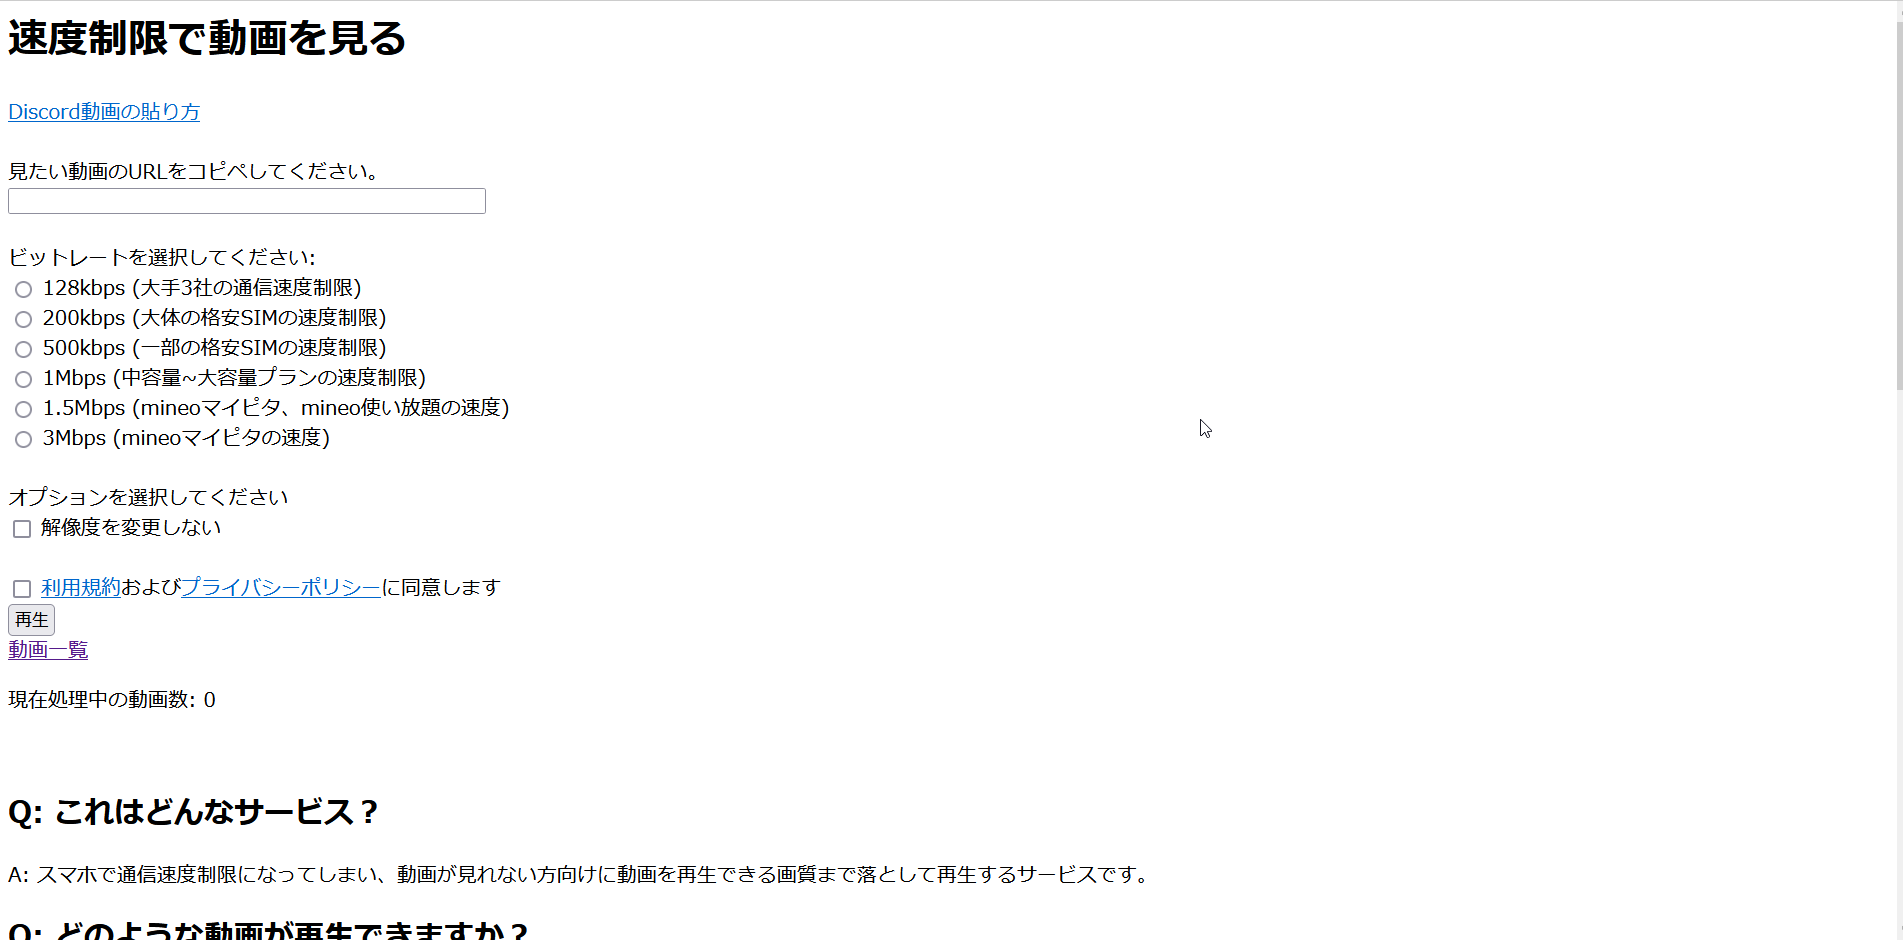 速度制限で動画を見る
Discord動画の貼り方
見たい動画のURLをコピペしてください。
ビットレートを選択してください:
128kbps (大手3社の通信速度制限)
200kbps (大体の格安SIMの速度制限)
500kbps (一部の格安SIMの速度制限)
1Mbps (中容量~大容量プランの速度制限)
1.5Mbps (mineoマイピタ、mineo使い放題の速度)
3Mbps (mineoマイピタの速度)
オプションを選択してください
解像度を変更しない
利用規約およびプライバシーポリシーに同意します
再生
動画一覧
現在処理中の動画数: 0
Q: これはどんなサービス？
A: スマホで通信速度制限になってしまい、動画が見れない方向けに動画を再生できる画質まで落として再生するサービスです。
Q: どのような動画が再生できますか？